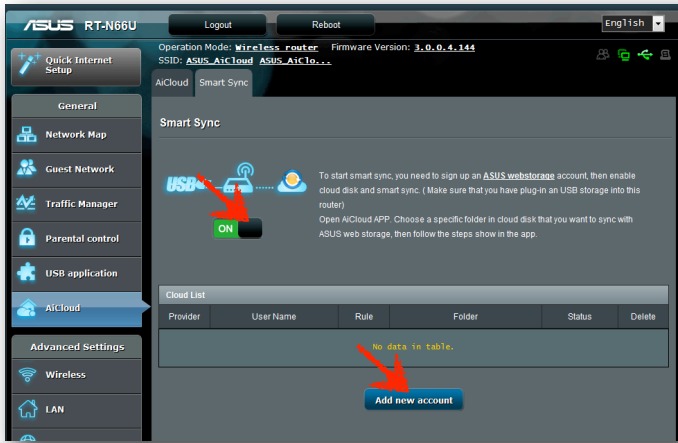 ASUS RT-N66U
Logout
Reboot
English
Quick Internet
Setup
General
Network Map
Guest Network
Traffic Manager
Parental control
USB application
AiCloud
Advanced Settings
Wireless
LAN
Operation Mode: Wireless router Firmware Version: 3.0.0.4.144
SSID: ASUS_AiCloud ASUS_AiClo...
AiCloud
Smart Sync
Smart Sync
USB
To start smart sync, you need to sign up an ASUS webstorage account, then enable
cloud disk and smart sync. ( Make sure that you have plug-in an USB storage into this
router)
Open AiCloud APP. Choose a specific folder in cloud disk that you want to sync with
ASUS web storage, then follow the steps show in the app.
ON
Cloud List
Provider User Name Rule Folder Status Delete
No data in table.
Add new account